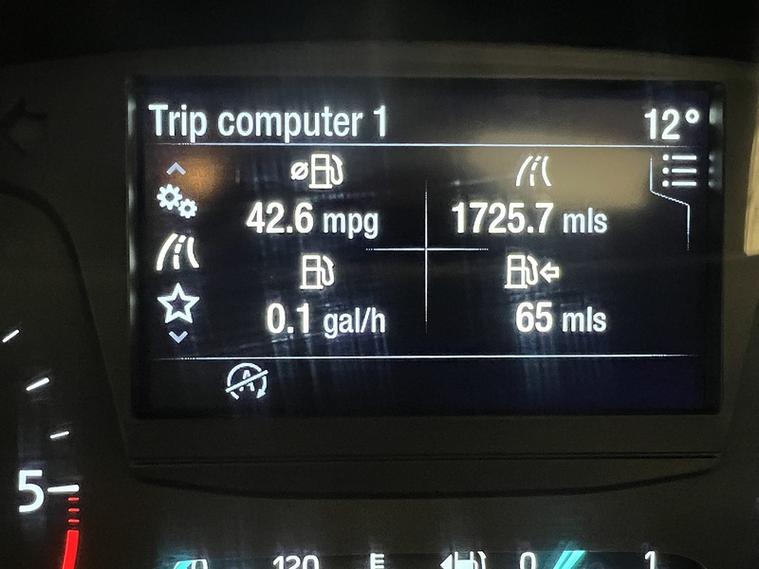 Trip computer 1 12°
42.6 mpg 1725.7 mls
0.1 gal/h 65 mls
A
5
120 E 0 1